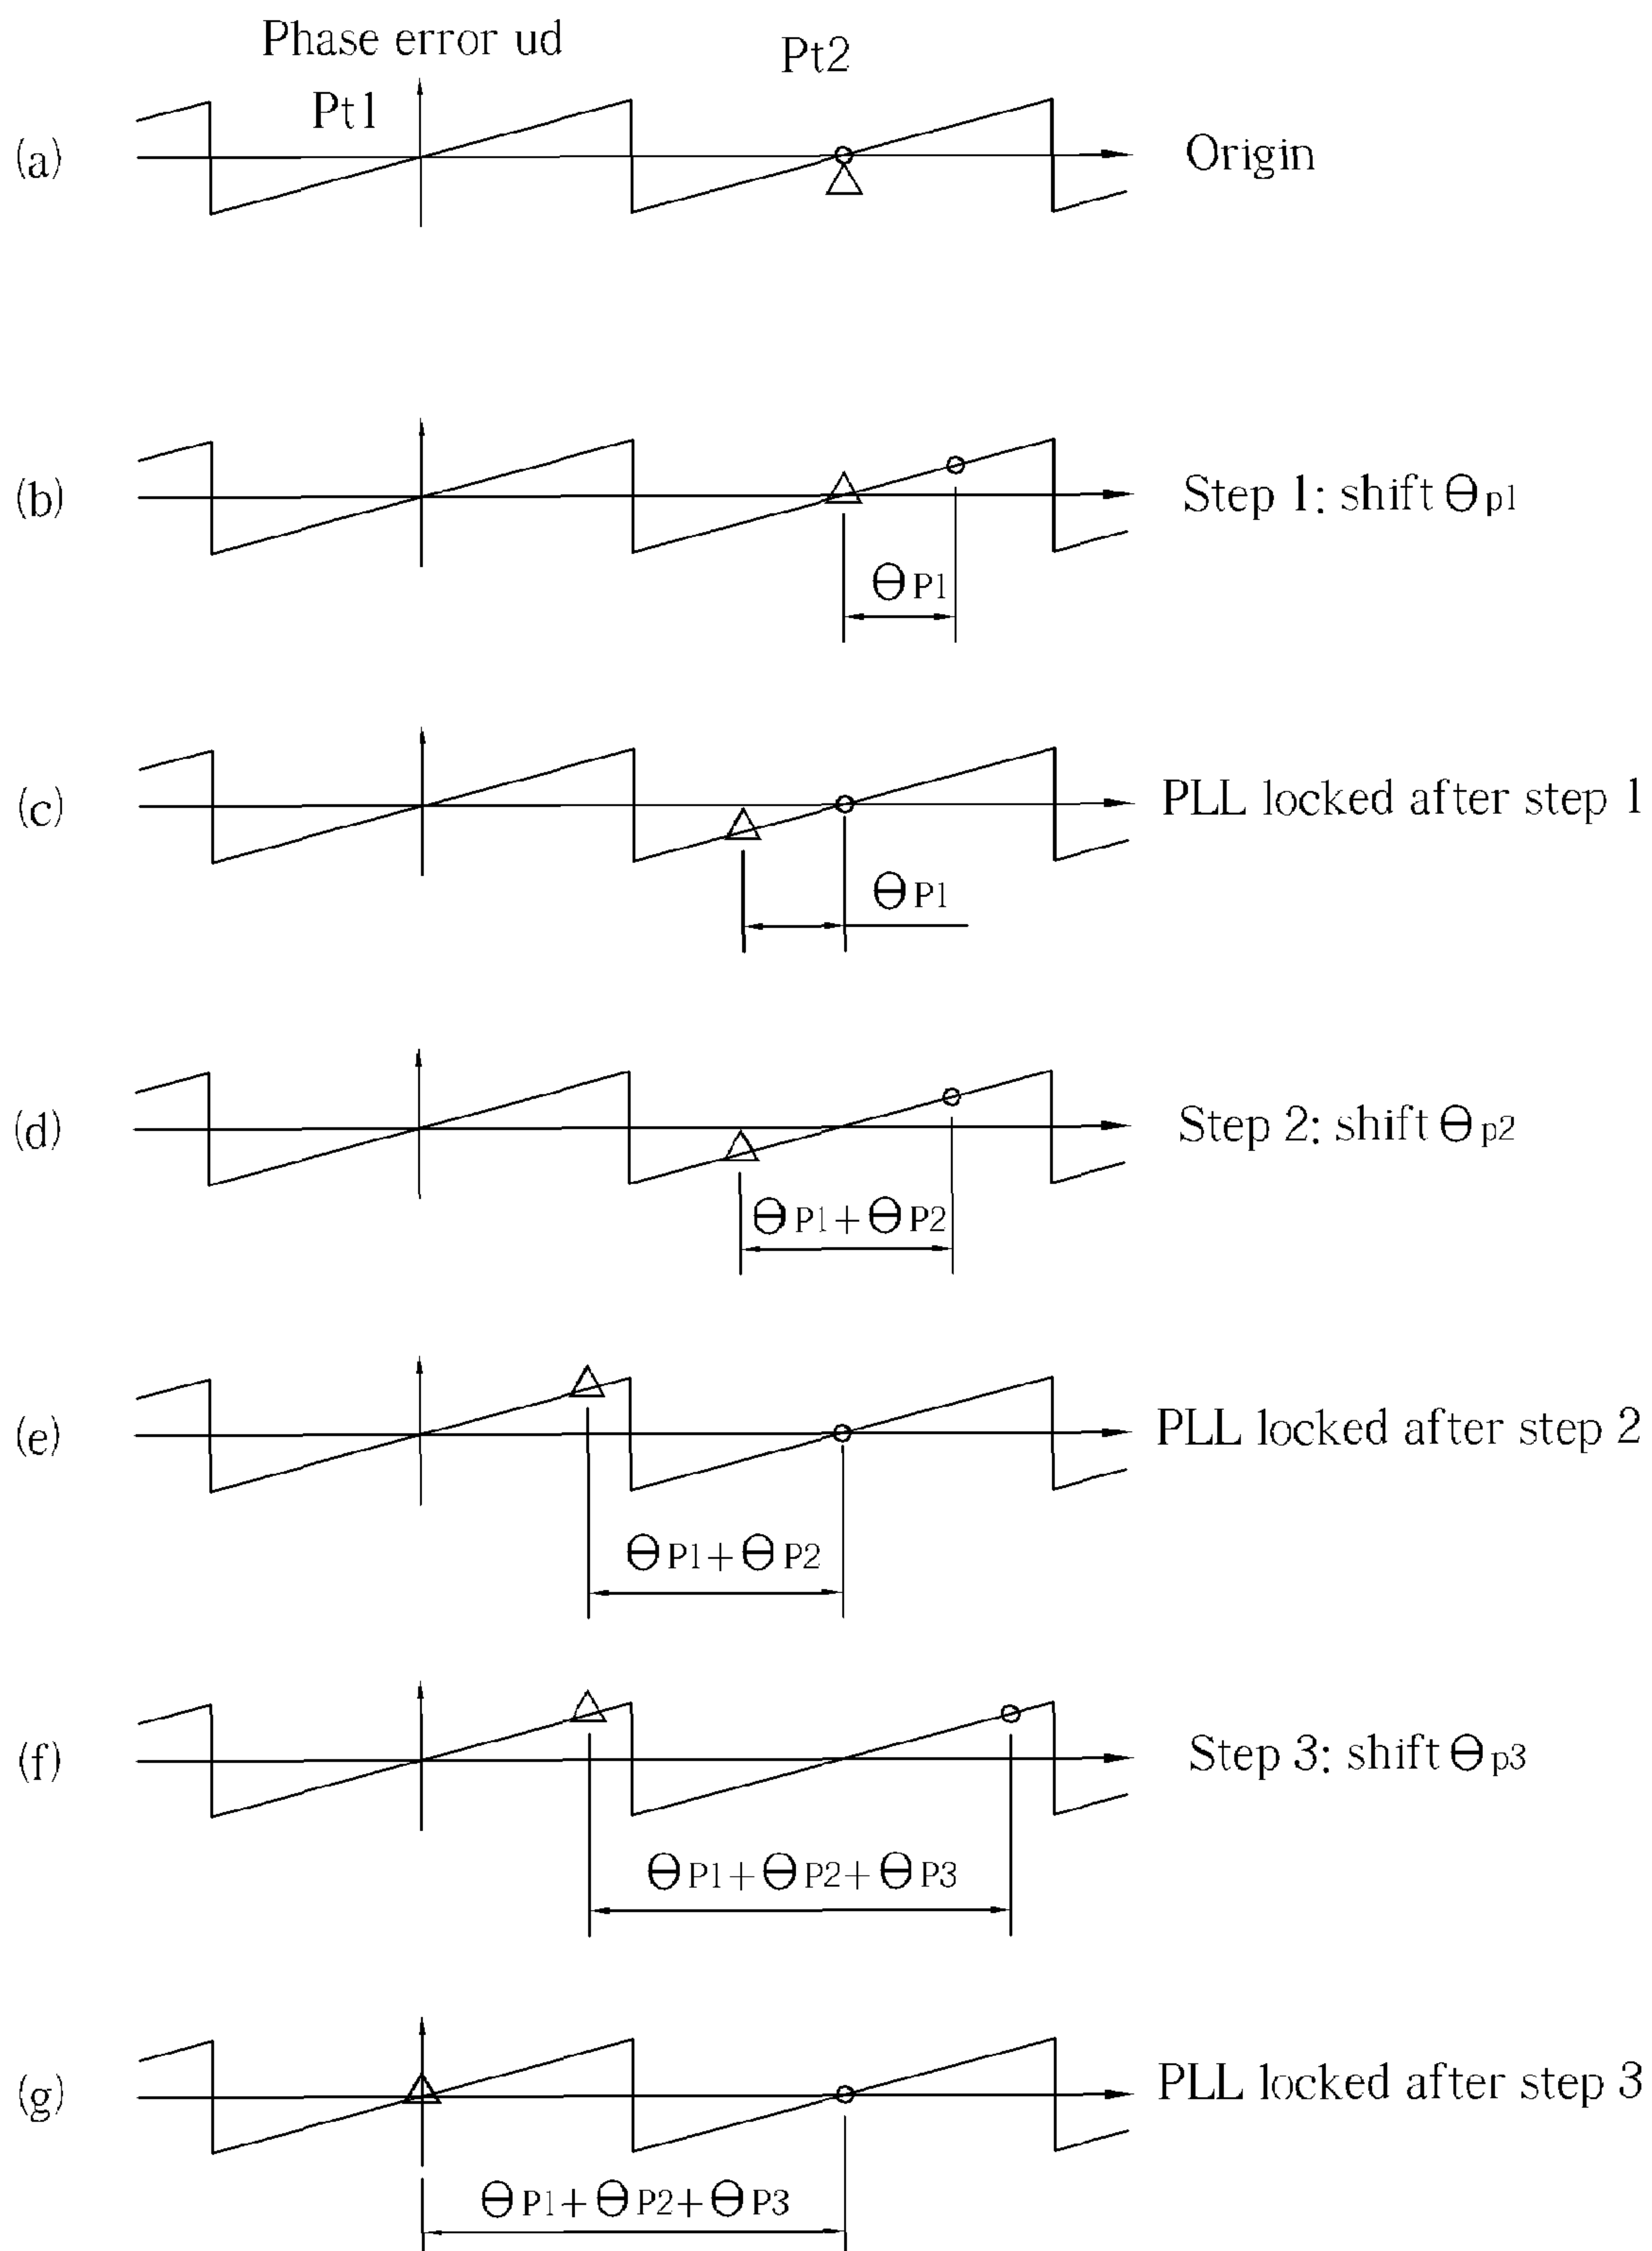 Phase error ud
Pt2
Pt1
(a)
Origin
(b)
Step 1: shift Θp1
ΘP1
(c)
PLL locked after step 1
ΘP1
(d)
Step 2: shift Θp2
ΘP1+ΘP2
(e)
PLL locked after step 2
ΘP1+ΘP2
(f)
Step 3: shift Θp3
ΘP1+ΘP2+ΘP3
(g)
PLL locked after step 3
ΘP1+ΘP2+ΘP3